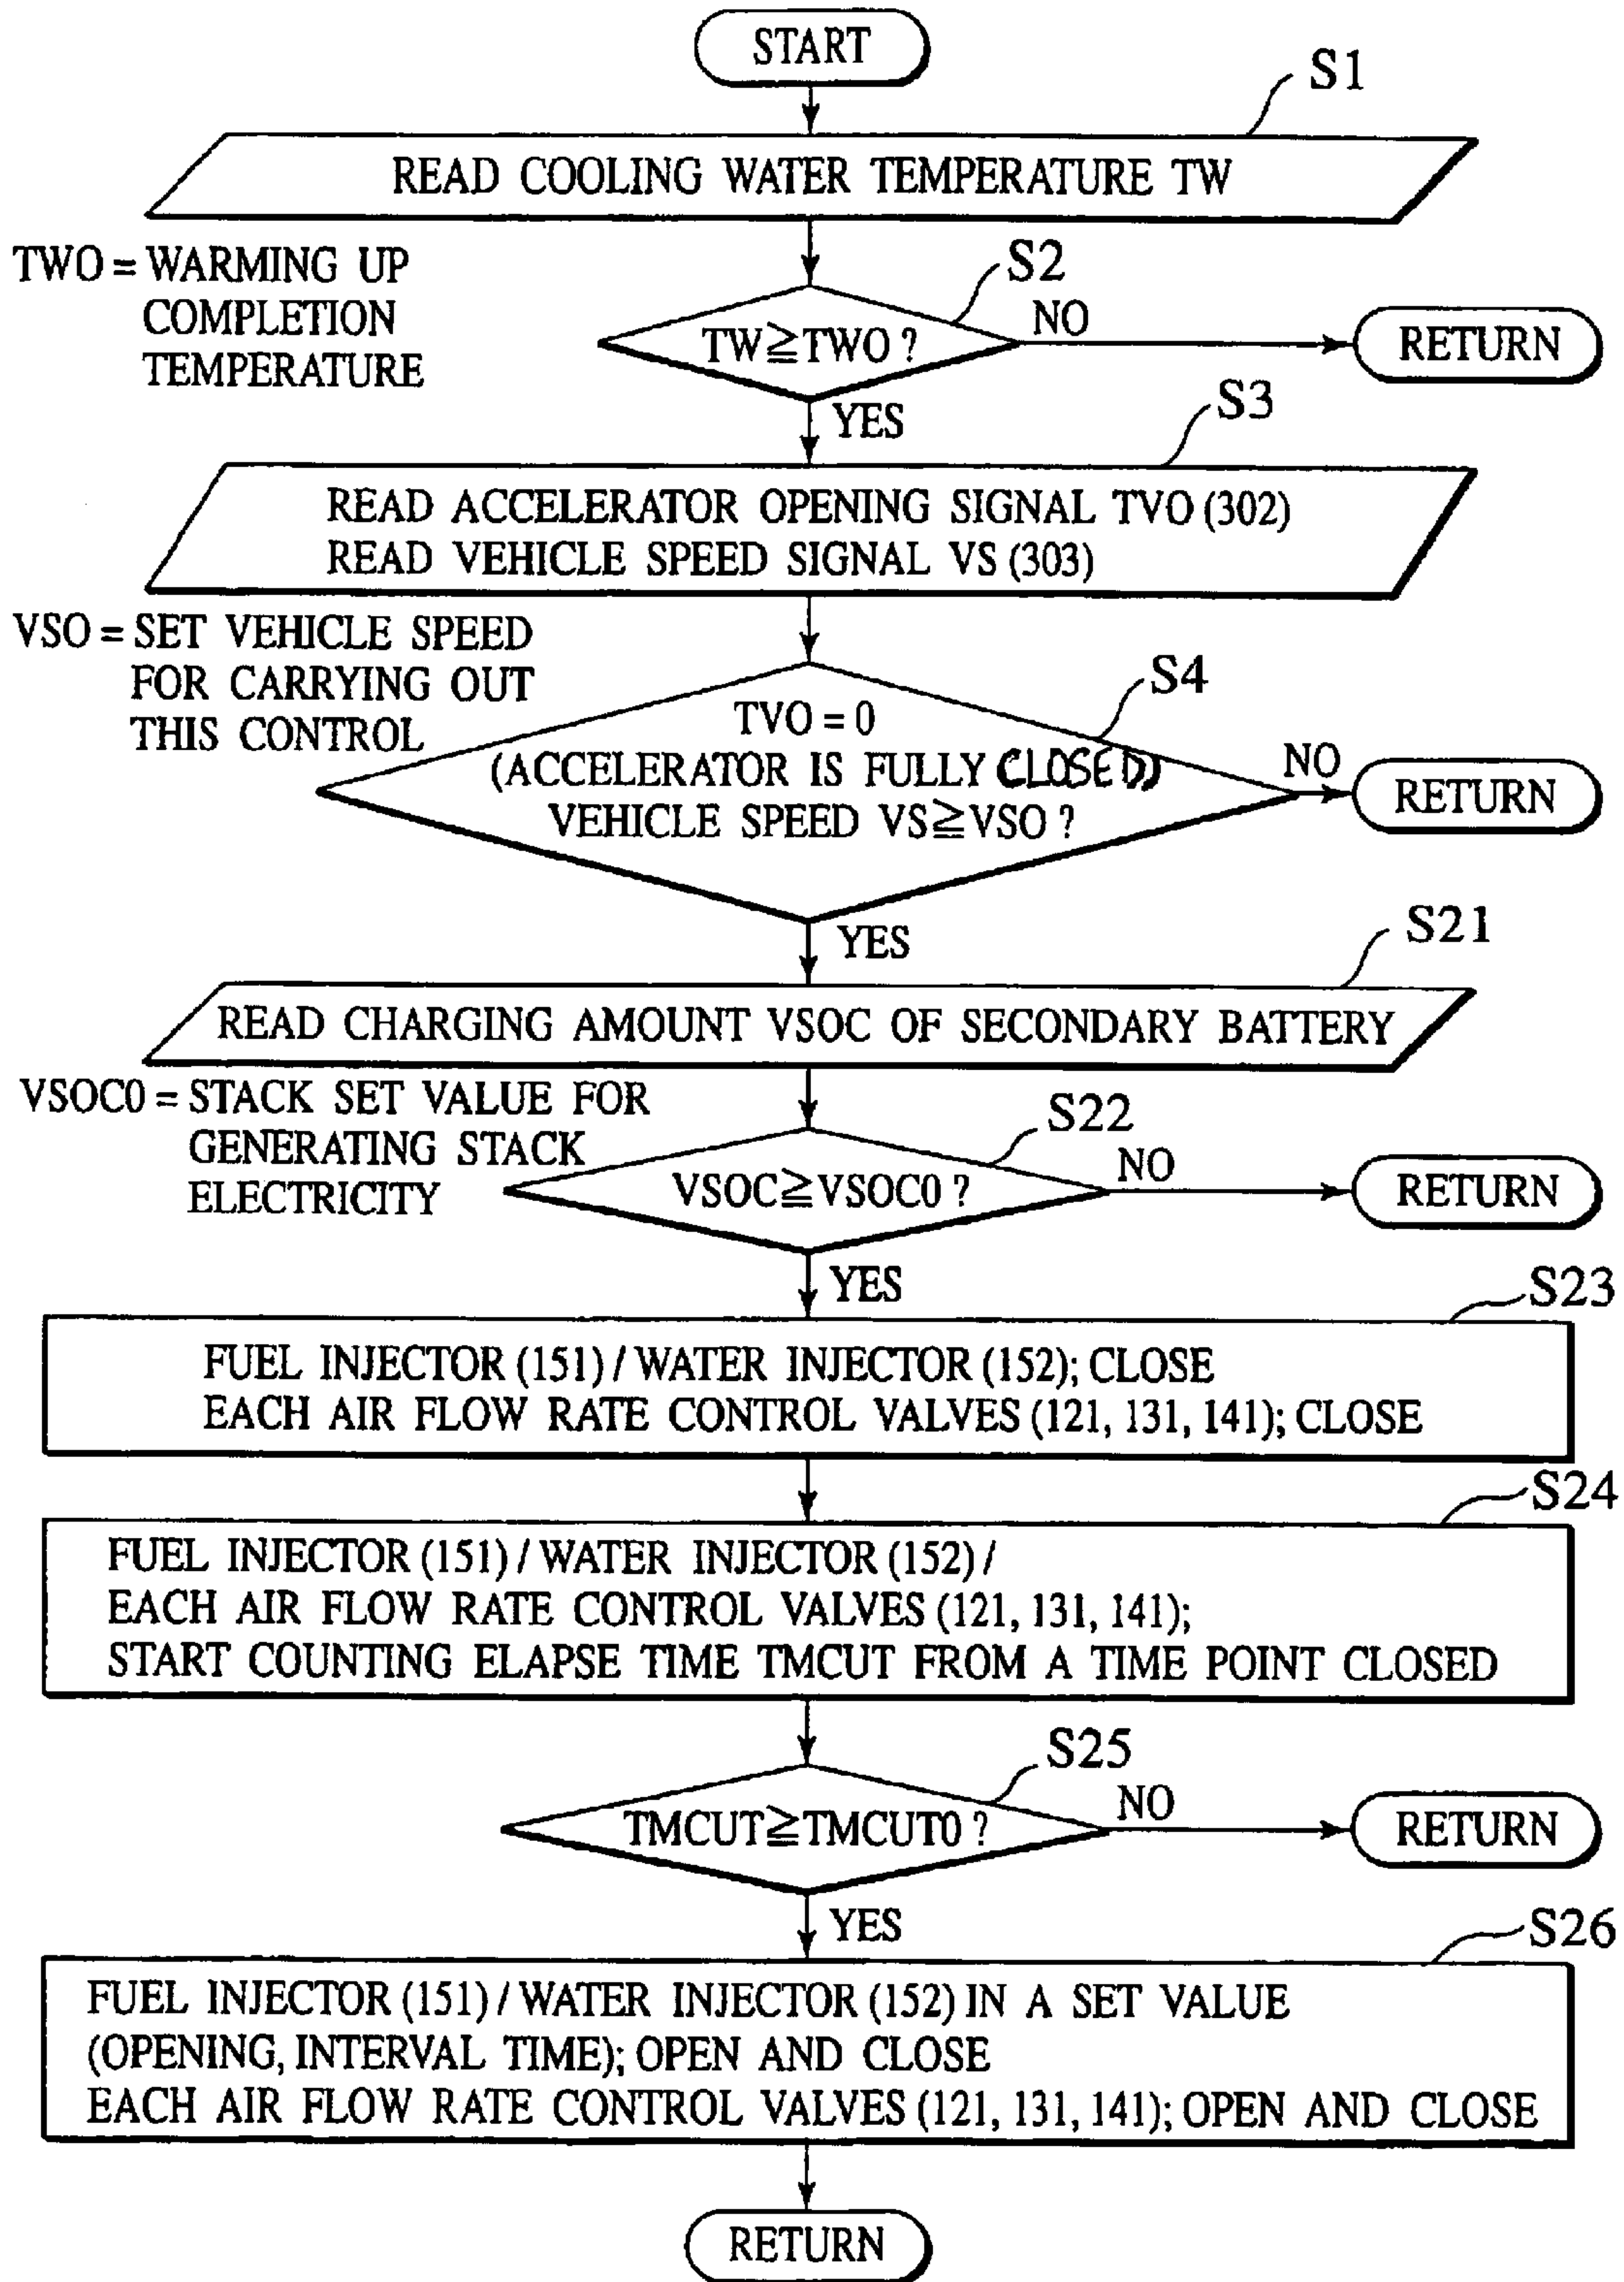 START
S1
READ COOLING WATER TEMPERATURE TW
TWO = WARMING UP
COMPLETION
TEMPERATURE
S2
TW≧TWO ?
NO
RETURN
YES
S3
READ ACCELERATOR OPENING SIGNAL TVO (302)
READ VEHICLE SPEED SIGNAL VS (303)
VSO = SET VEHICLE SPEED
FOR CARRYING OUT
THIS CONTROL
S4
TVO = 0
(ACCELERATOR IS FULLY CLOSED)
VEHICLE SPEED VS≧VSO ?
NO
RETURN
YES
S21
READ CHARGING AMOUNT VSOC OF SECONDARY BATTERY
VSOC0 = STACK SET VALUE FOR
GENERATING STACK
ELECTRICITY
S22
VSOC≧VSOC0 ?
NO
RETURN
YES
S23
FUEL INJECTOR (151) / WATER INJECTOR (152); CLOSE
EACH AIR FLOW RATE CONTROL VALVES (121, 131, 141); CLOSE
S24
FUEL INJECTOR (151) / WATER INJECTOR (152) /
EACH AIR FLOW RATE CONTROL VALVES (121, 131, 141);
START COUNTING ELAPSE TIME TMCUT FROM A TIME POINT CLOSED
S25
TMCUT≧TMCUT0 ?
NO
RETURN
YES
S26
FUEL INJECTOR (151) / WATER INJECTOR (152) IN A SET VALUE
(OPENING, INTERVAL TIME); OPEN AND CLOSE
EACH AIR FLOW RATE CONTROL VALVES (121, 131, 141); OPEN AND CLOSE
RETURN